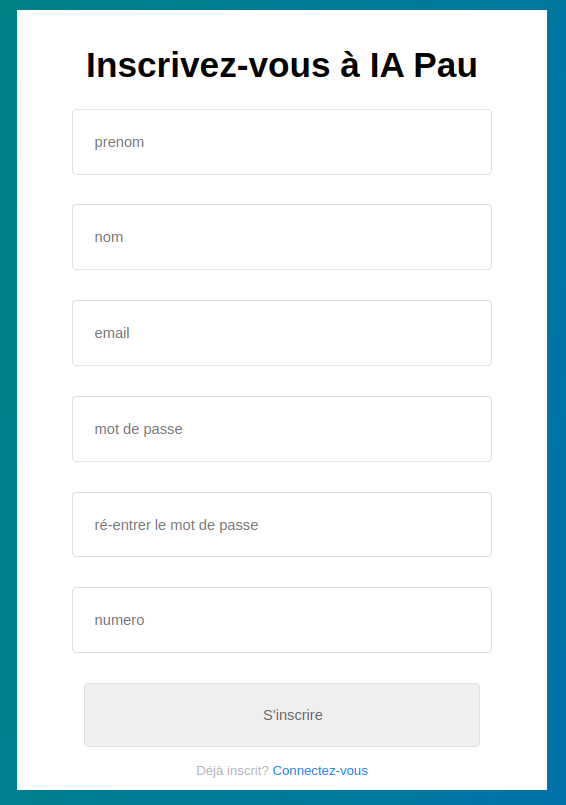 Inscrivez-vous à IA Pau
prenom
nom
email
mot de passe
ré-entrer le mot de passe
numero
S'inscrire
Déjà inscrit? Connectez-vous